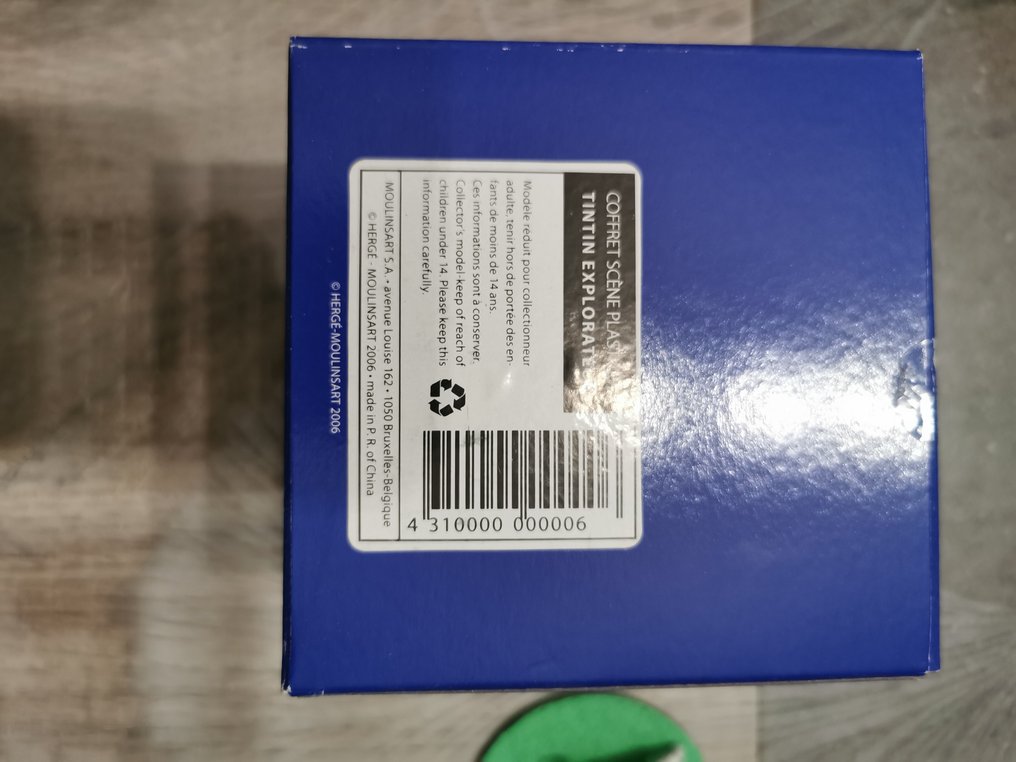 COFFRET SCÈNE
TINTIN
Modèle réduit pour collectionneur
adulte, tenir hors de portée des en-
fants de moins de 14 ans.
Ces informations sont à conserver.
Collector's model-keep of reach of
children under 14. Please keep this
information carefully.
4 310000 000006
MOULINSART S.A. • avenue Louise 162 • 1050 Bruxelles-Belgique
© HERGÉ - MOULINSART 2006 • made in P. R. of China
© HERGÉ-MOULINSART 2006